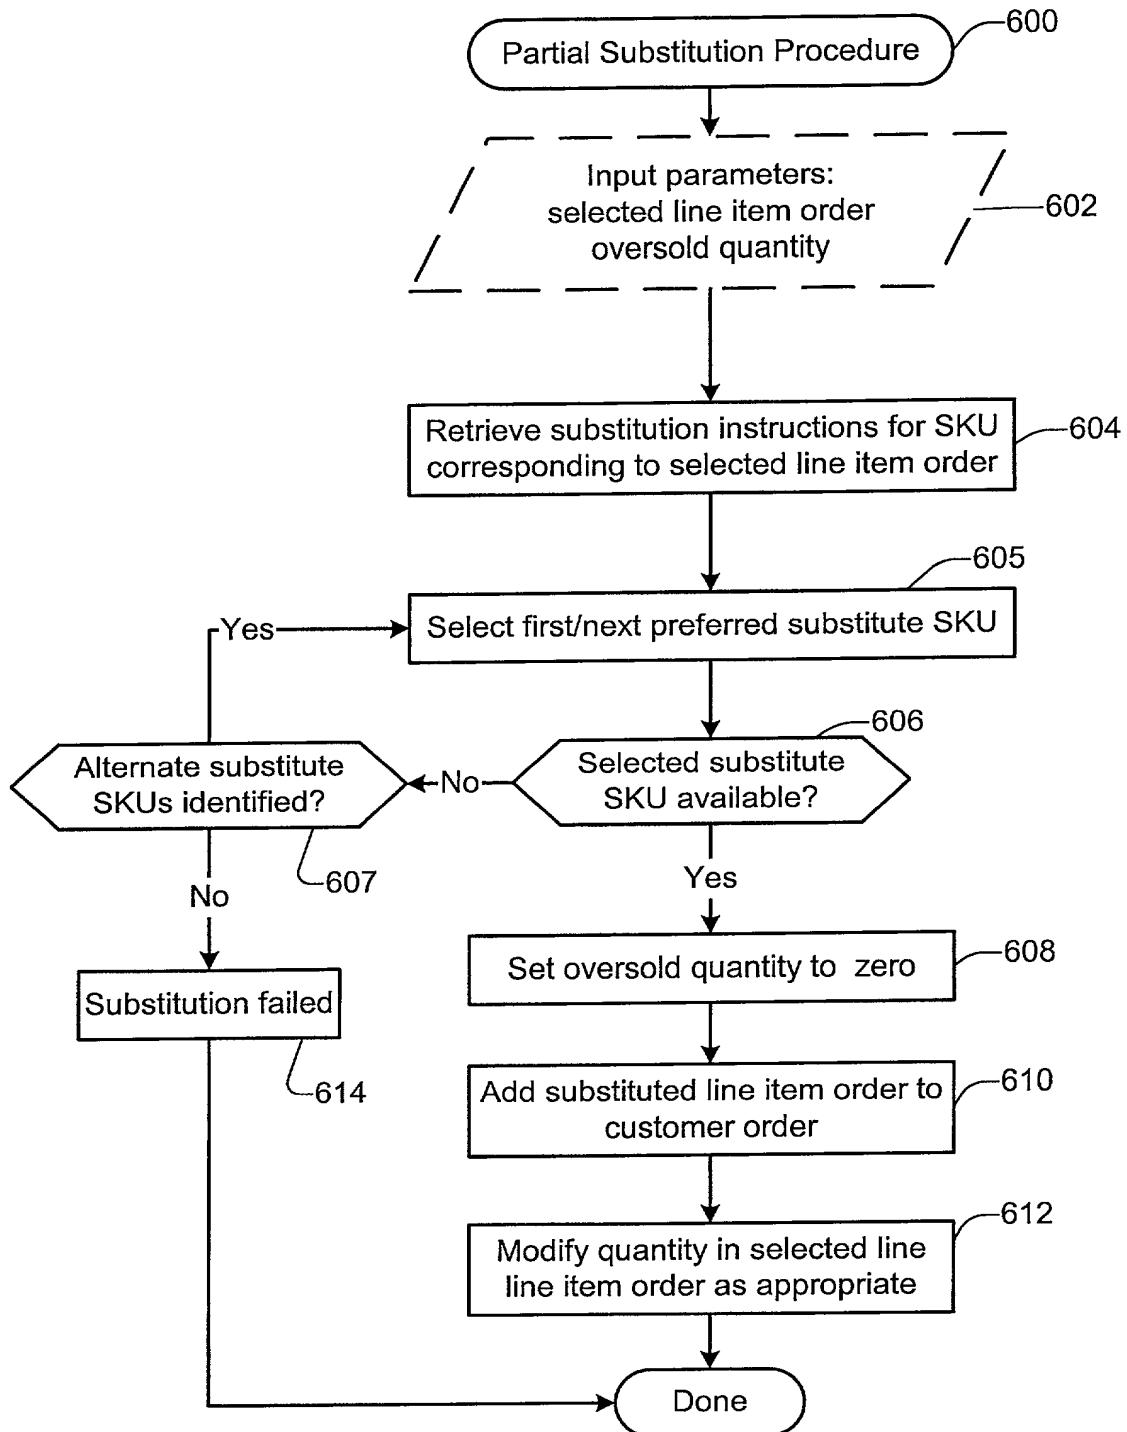 600
Partial Substitution Procedure
Input parameters:
selected line item order
oversold quantity
602
Retrieve substitution instructions for SKU
corresponding to selected line item order
604
605
Select first/next preferred substitute SKU
Yes
606
Selected substitute
SKU available?
No
Alternate substitute
SKUs identified?
607
No
Yes
Substitution failed
614
Set oversold quantity to zero
608
Add substituted line item order to
customer order
610
612
Modify quantity in selected line
line item order as appropriate
Done